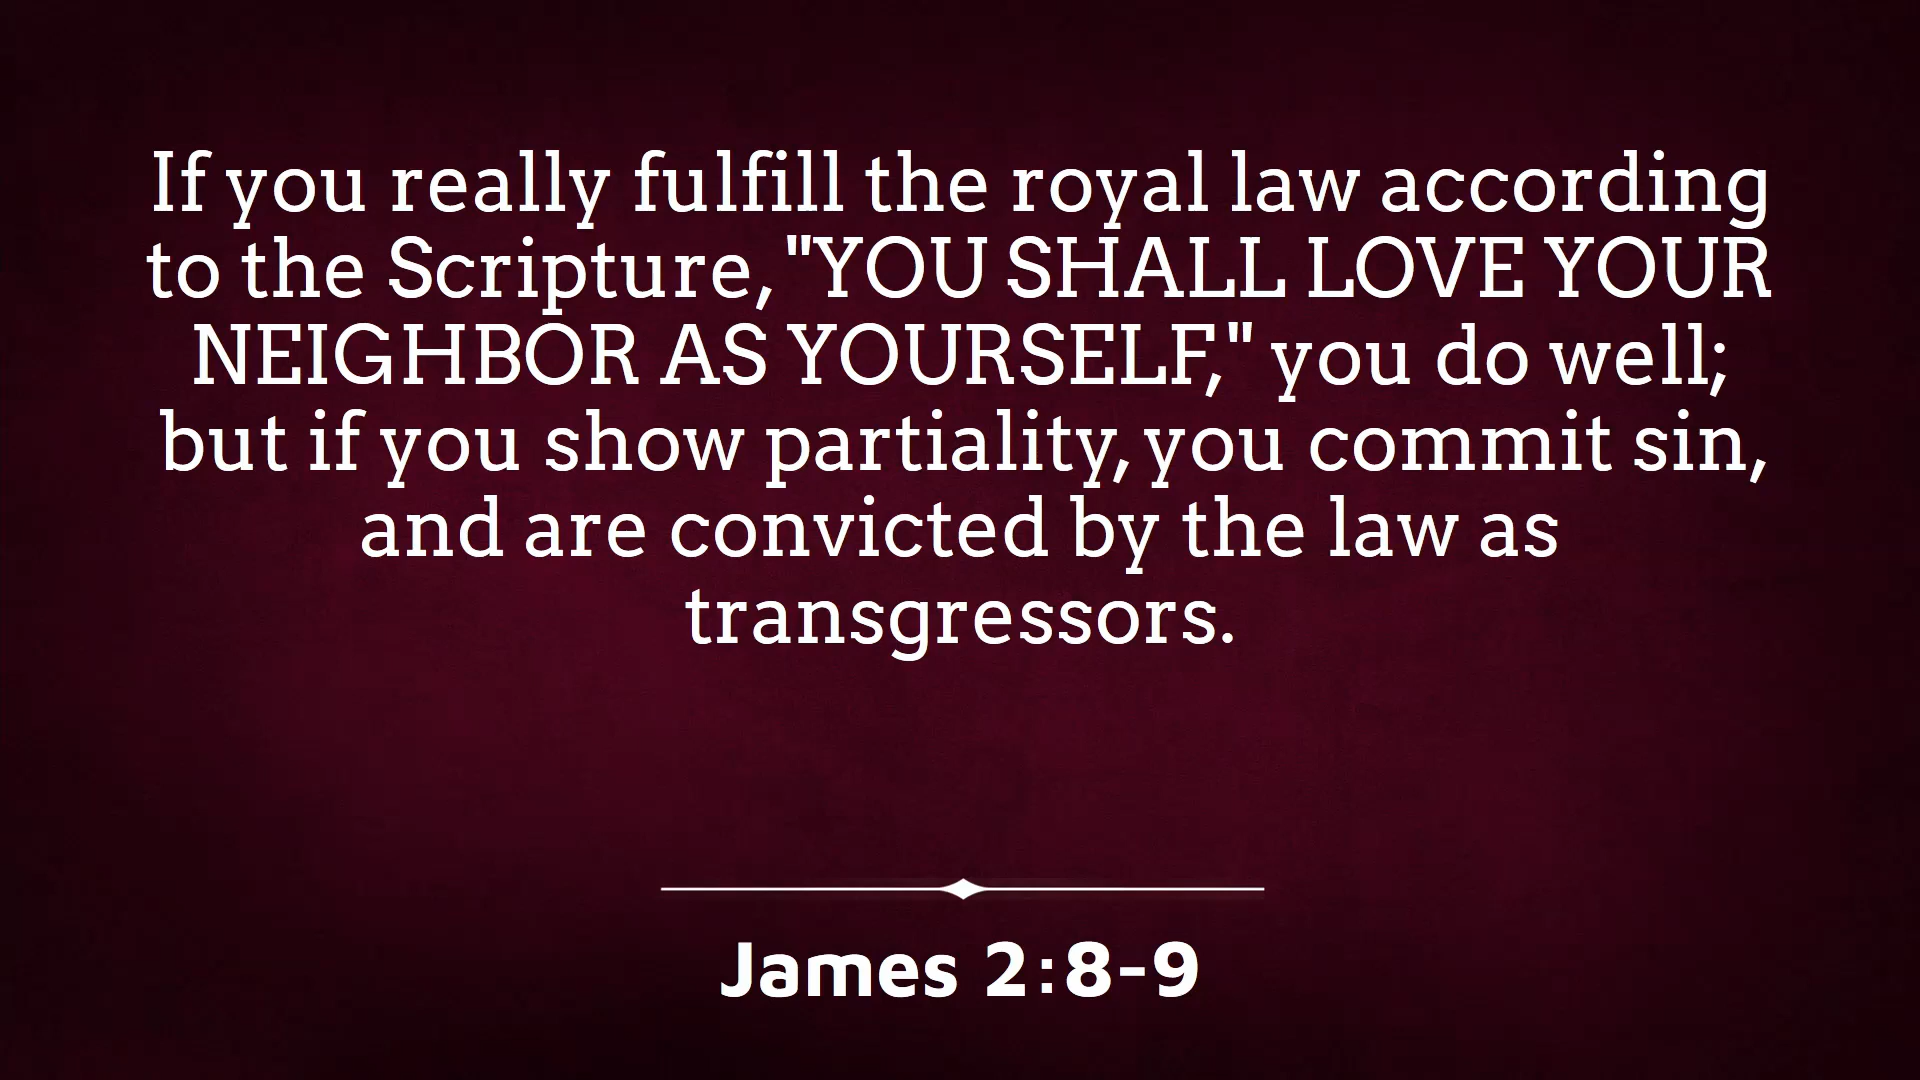 If you really fulfill the royal law according
to the Scripture, "YOU SHALL LOVE YOUR
NEIGHBOR AS YOURSELF," you do well;
but if you show partiality, you commit sin,
and are convicted by the law as
transgressors.
James 2:8-9